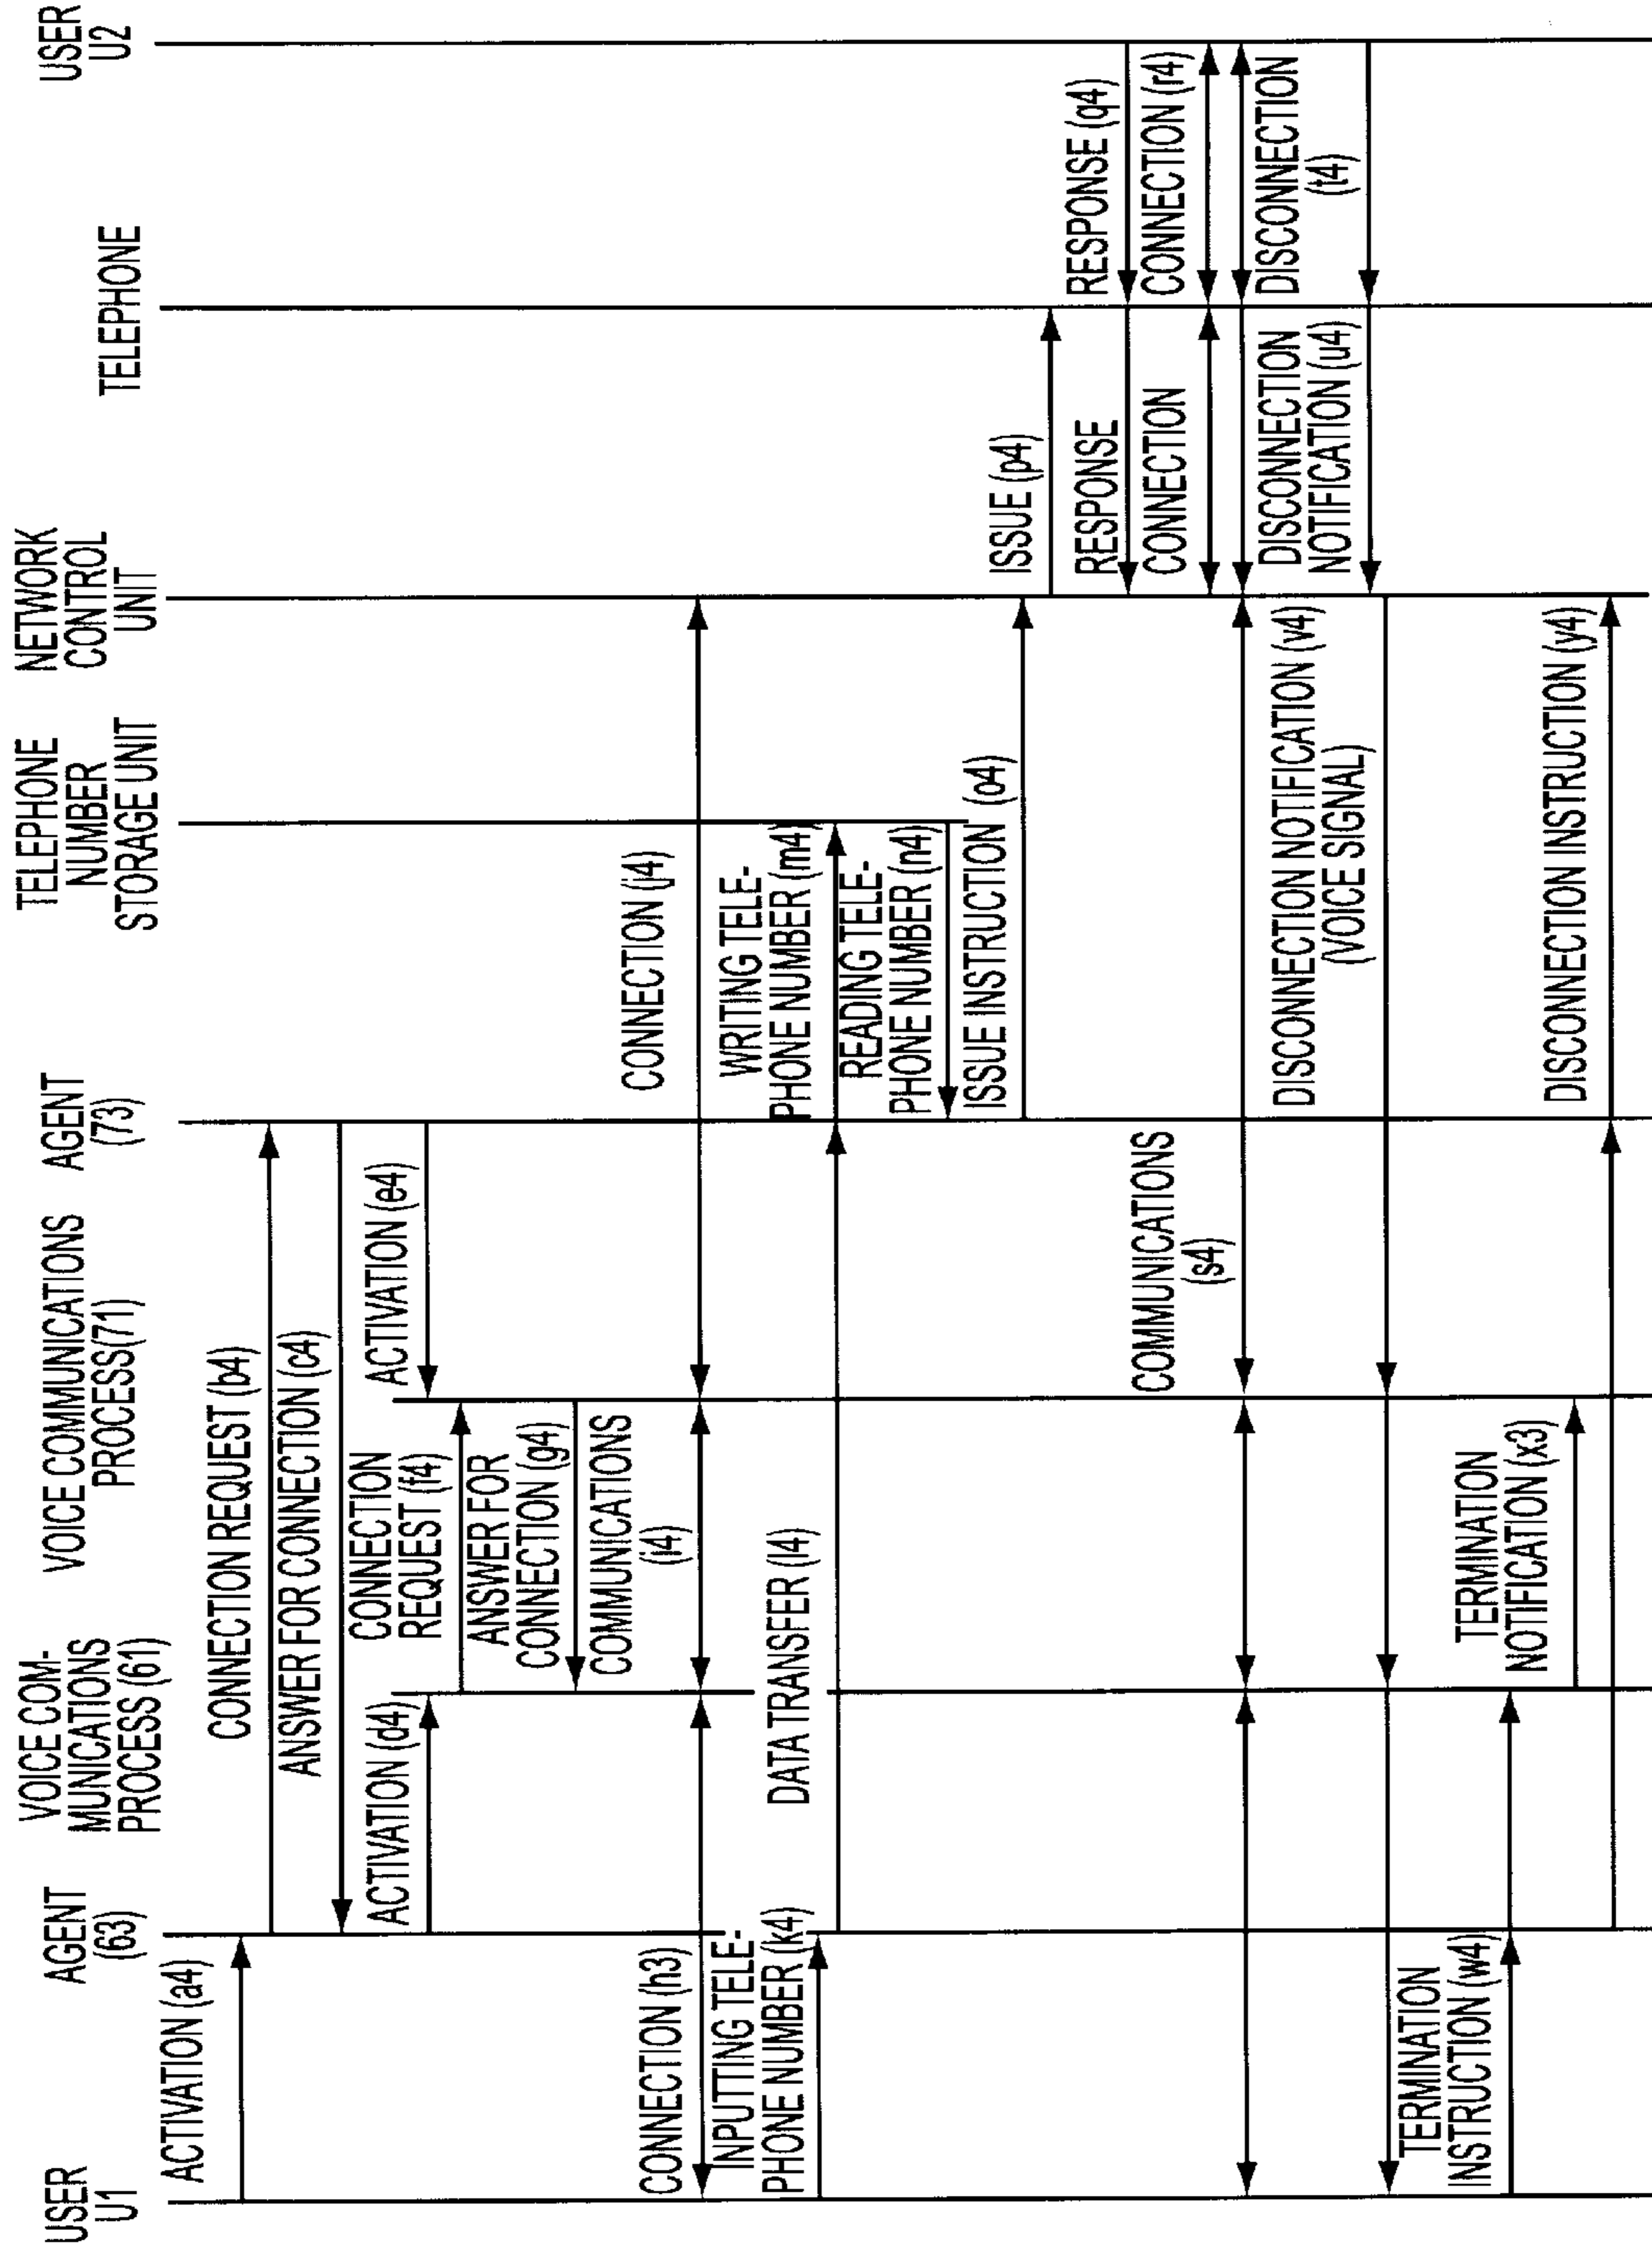 USER
U1
AGENT
(63)
VOICE COM-
MUNICATIONS
PROCESS (61)
VOICE COMMUNICATIONS
PROCESS(71)
AGENT
(73)
TELEPHONE
NUMBER
STORAGE UNIT
NETWORK
CONTROL
UNIT
TELEPHONE
USER
U2
ACTIVATION (a4)
CONNECTION REQUEST (b4)
ANSWER FOR CONNECTION (c4)
ACTIVATION (d4)
ACTIVATION (e4)
CONNECTION
REQUEST (f4)
ANSWER FOR
CONNECTION (g4)
CONNECTION (h3)
COMMUNICATIONS
(i4)
CONNECTION (j4)
INPUTTING TELE-
PHONE NUMBER (k4)
DATA TRANSFER (l4)
WRITING TELE-
PHONE NUMBER (m4)
READING TELE-
PHONE NUMBER (n4)
ISSUE INSTRUCTION (o4)
ISSUE (p4)
RESPONSE
RESPONSE (q4)
CONNECTION
CONNECTION (r4)
COMMUNICATIONS
(s4)
DISCONNECTION
(t4)
DISCONNECTION
NOTIFICATION (u4)
DISCONNECTION NOTIFICATION (v4)
(VOICE SIGNAL)
TERMINATION
INSTRUCTION (w4)
TERMINATION
NOTIFICATION (x3)
DISCONNECTION INSTRUCTION (y4)